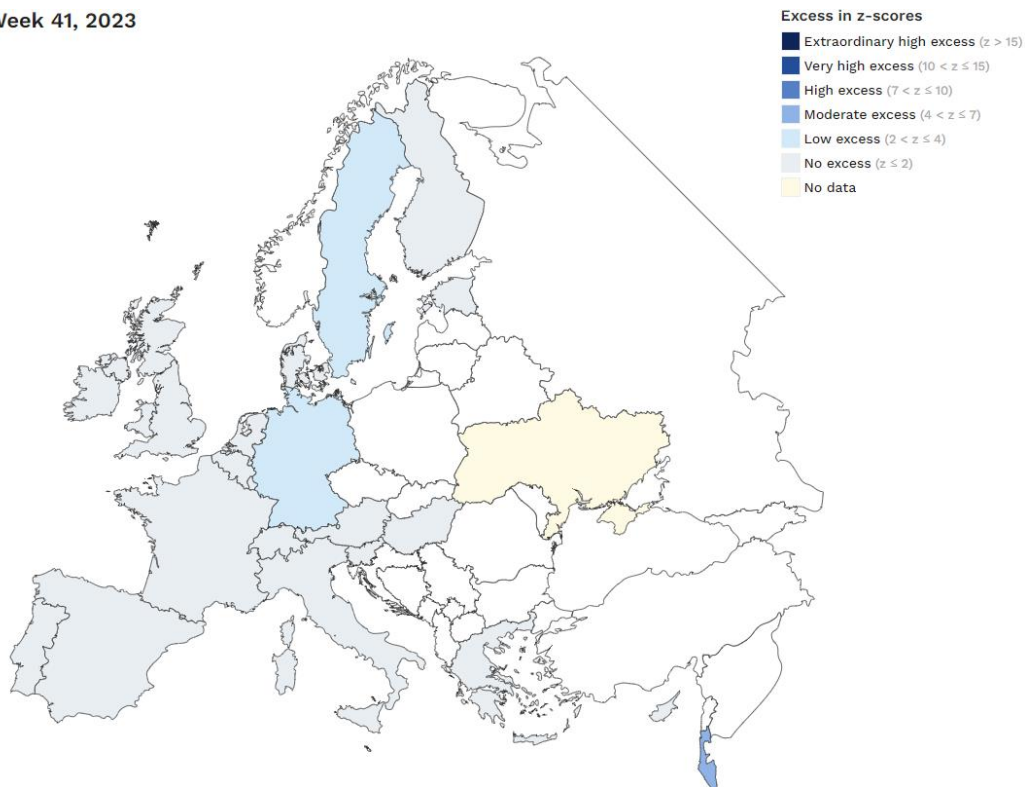 Week 41, 2023
Excess in z-scores
Extraordinary high excess (z > 15)
Very high excess (10 < z ≤ 15)
High excess (7 < z ≤ 10)
Moderate excess (4 < z ≤ 7)
Low excess (2 < z ≤ 4)
No excess (z ≤ 2)
No data